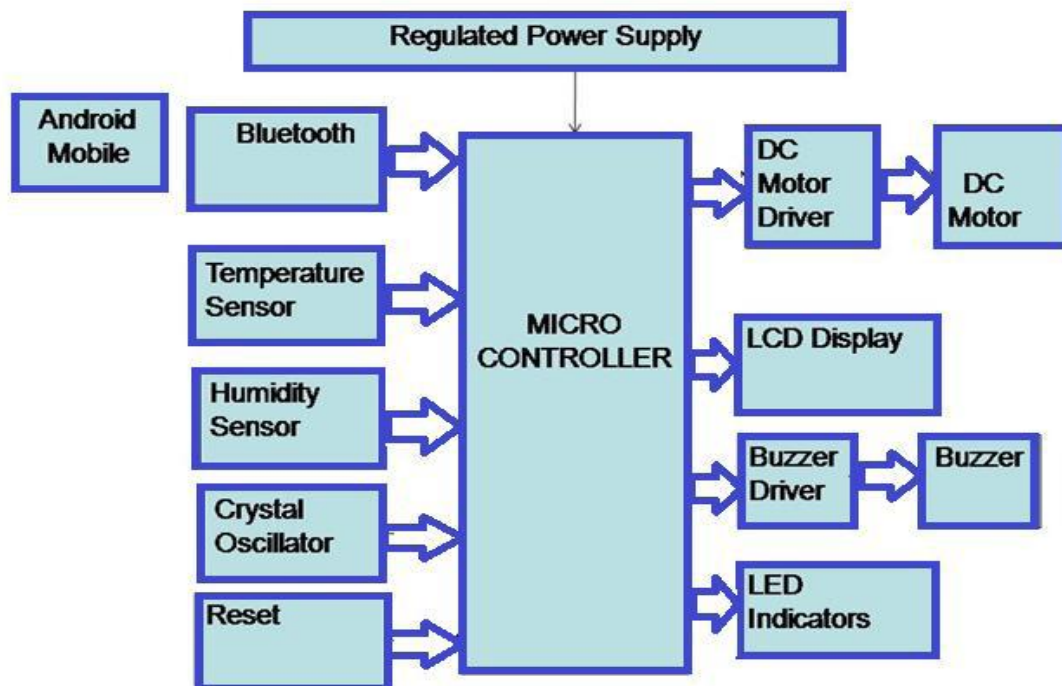 Regulated Power Supply
Android
Mobile
Bluetooth
DC
Motor
Driver
DC
Motor
Temperature
Sensor
MICRO
CONTROLLER
LCD Display
Humidity
Sensor
Buzzer
Driver
Buzzer
Crystal
Oscillator
LED
Indicators
Reset